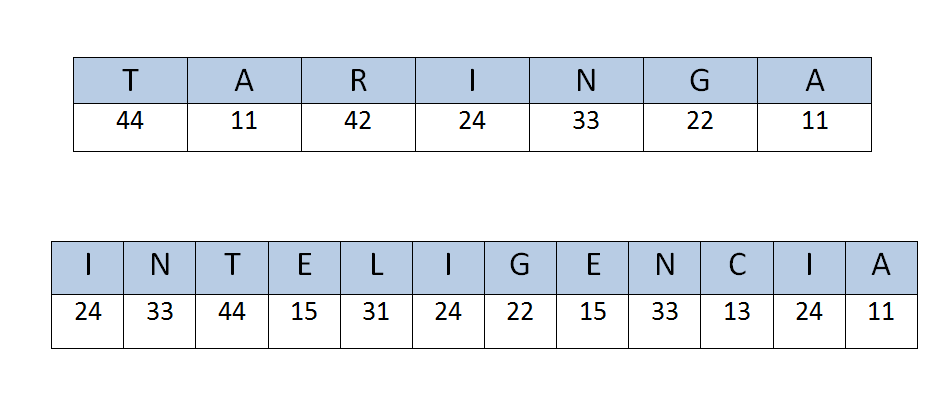 T A R I N G A
44 11 42 24 33 22 11
I N T E L I G E N C I A
24 33 44 15 31 24 22 15 33 13 24 11